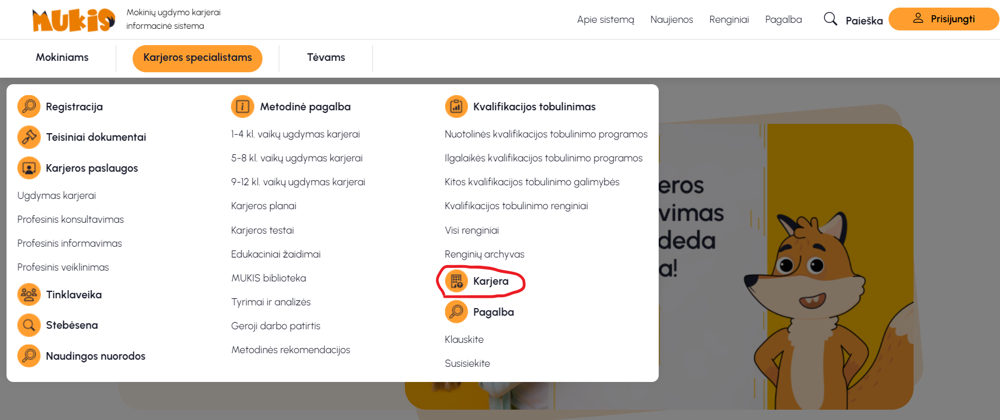 MUKIS
Mokinių ugdymo karjerai
informacinė sistema
Apie sistemą
Naujienos
Renginiai
Pagalba
Paieška
Prisijungti
Mokiniams
Karjeros specialistams
Tėvams
Registracija
Teisiniai dokumentai
Karjeros paslaugos
Ugdymas karjerai
Profesinis konsultavimas
Profesinis informavimas
Profesinis veiklinimas
Tinklaveika
Stebėsena
Naudingos nuorodos
Metodinė pagalba
1-4 kl. vaikų ugdymas karjerai
5-8 kl. vaikų ugdymas karjerai
9-12 kl. vaikų ugdymas karjerai
Karjeros planai
Karjeros testai
Edukaciniai žaidimai
MUKIS biblioteka
Tyrimai ir analizės
Geroji darbo patirtis
Metodinės rekomendacijos
Kvalifikacijos tobulinimas
Nuotolinės kvalifikacijos tobulinimo programos
Ilgalaikės kvalifikacijos tobulinimo programos
Kitos kvalifikacijos tobulinimo galimybės
Kvalifikacijos tobulinimo renginiai
Visi renginiai
Renginių archyvas
Karjera
Pagalba
Klauskite
Susisiekite
eros
vimas
deda
a!